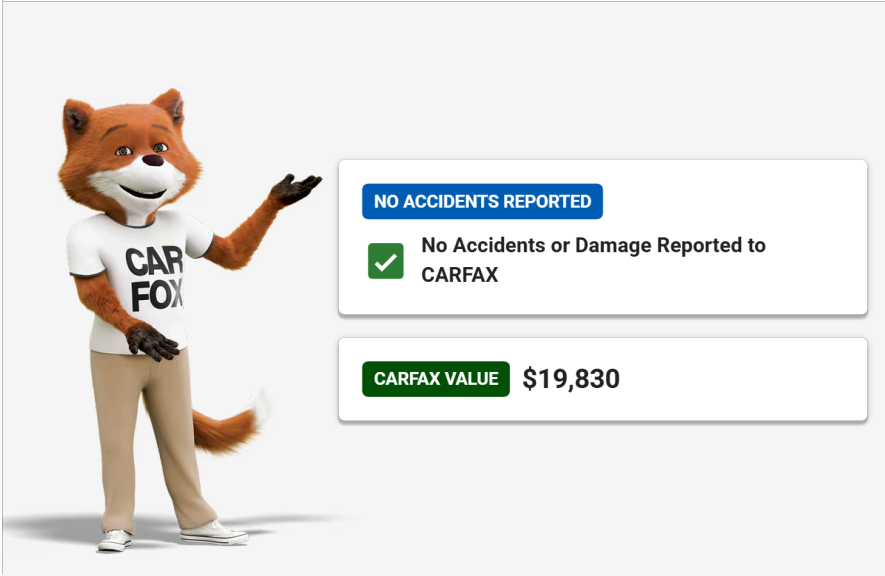 CAR
FOX
NO ACCIDENTS REPORTED
No Accidents or Damage Reported to
CARFAX
CARFAX VALUE $19,830